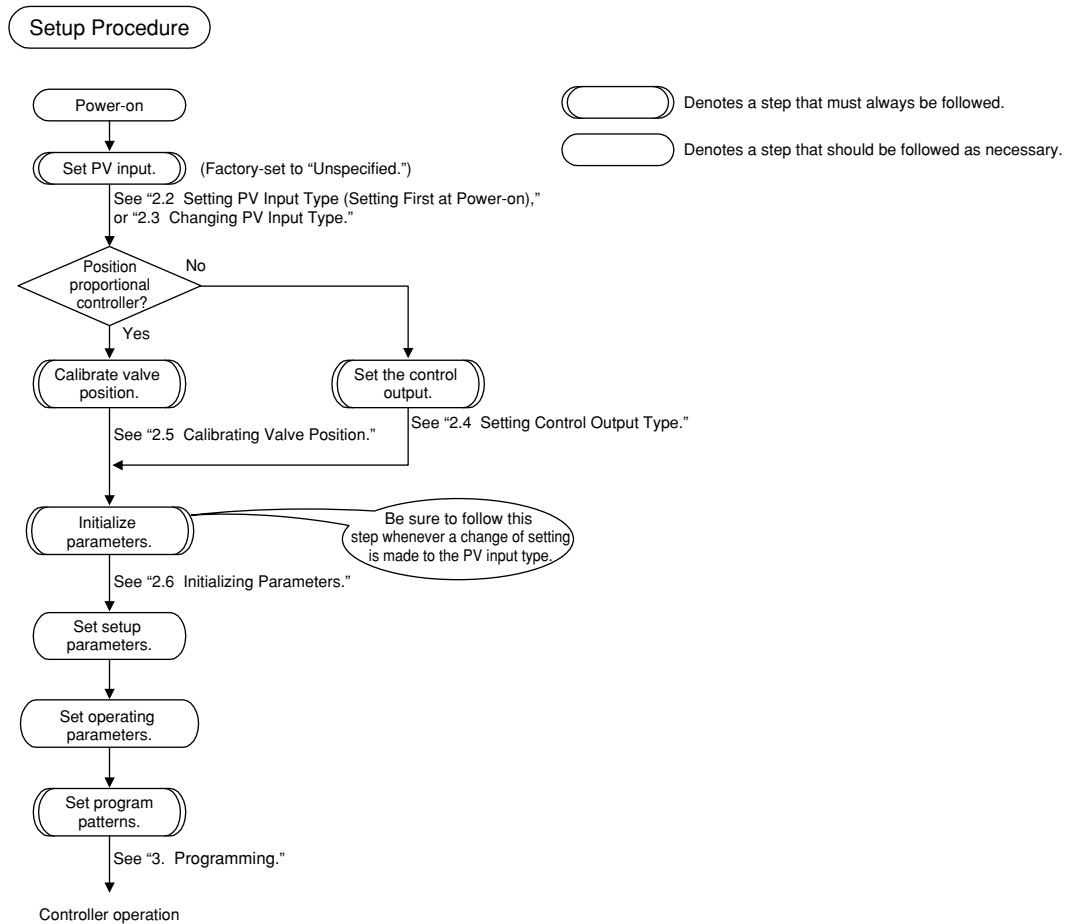 Setup Procedure
Power-on
Denotes a step that must always be followed.
Denotes a step that should be followed as necessary.
Set PV input.
(Factory-set to “Unspecified.”)
See “2.2 Setting PV Input Type (Setting First at Power-on),”
or “2.3 Changing PV Input Type.”
Position
proportional
controller?
No
Yes
Calibrate valve
position.
Set the control
output.
See “2.5 Calibrating Valve Position.”
See “2.4 Setting Control Output Type.”
Initialize
parameters.
Be sure to follow this
step whenever a change of setting
is made to the PV input type.
See “2.6 Initializing Parameters.”
Set setup
parameters.
Set operating
parameters.
Set program
patterns.
See “3. Programming.”
Controller operation